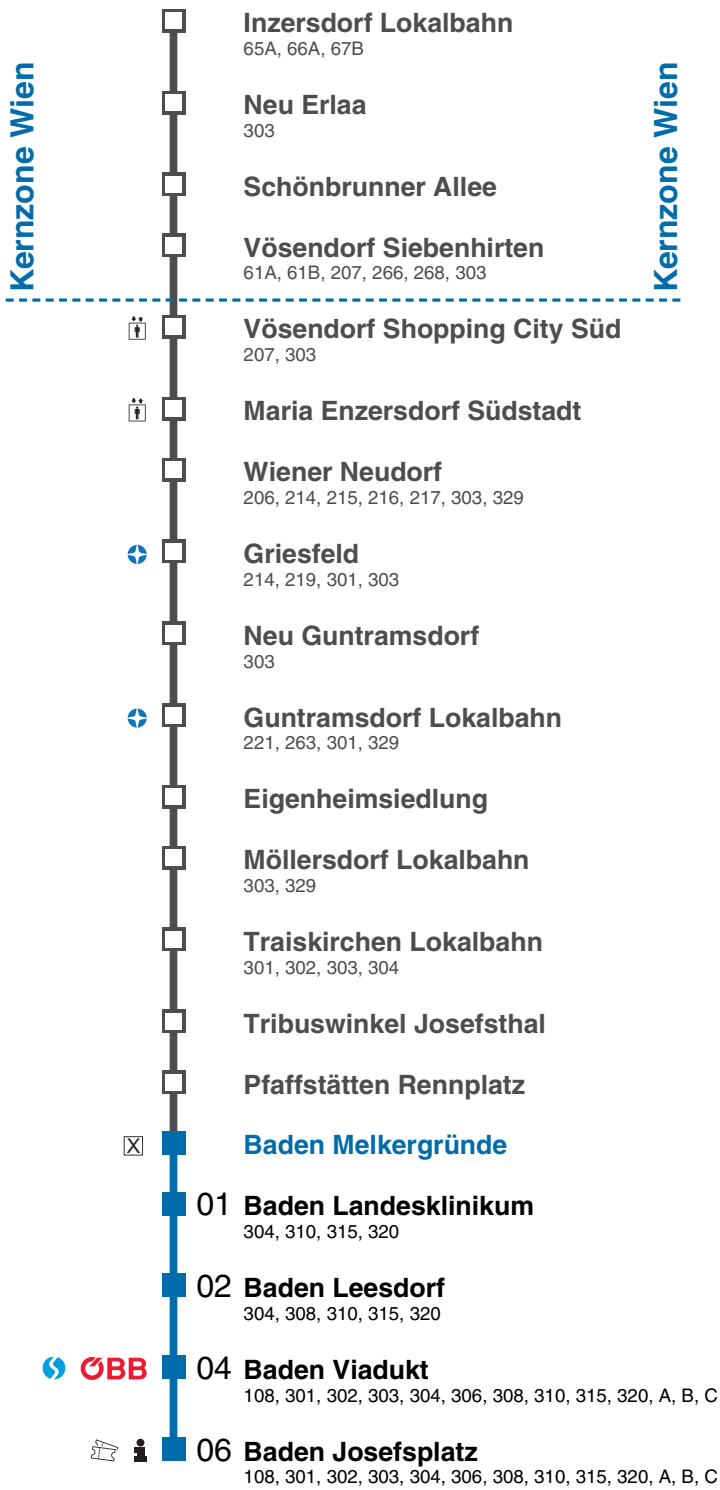 Kernzone Wien
Kernzone Wien
Inzersdorf Lokalbahn
65A, 66A, 67B
Neu Erlaa
303
Schönbrunner Allee
Vösendorf Siebenhirten
61A, 61B, 207, 266, 268, 303
Vösendorf Shopping City Süd
207, 303
Maria Enzersdorf Südstadt
Wiener Neudorf
206, 214, 215, 216, 217, 303, 329
Griesfeld
214, 219, 301, 303
Neu Guntramsdorf
303
Guntramsdorf Lokalbahn
221, 263, 301, 329
Eigenheimsiedlung
Möllersdorf Lokalbahn
303, 329
Traiskirchen Lokalbahn
301, 302, 303, 304
Tribuswinkel Josefsthal
Pfaffstätten Rennplatz
X Baden Melkergründe
01 Baden Landesklinikum
304, 310, 315, 320
02 Baden Leesdorf
304, 308, 310, 315, 320
ÖBB 04 Baden Viadukt
108, 301, 302, 303, 304, 306, 308, 310, 315, 320, A, B, C
i 06 Baden Josefsplatz
108, 301, 302, 303, 304, 306, 308, 310, 315, 320, A, B, C